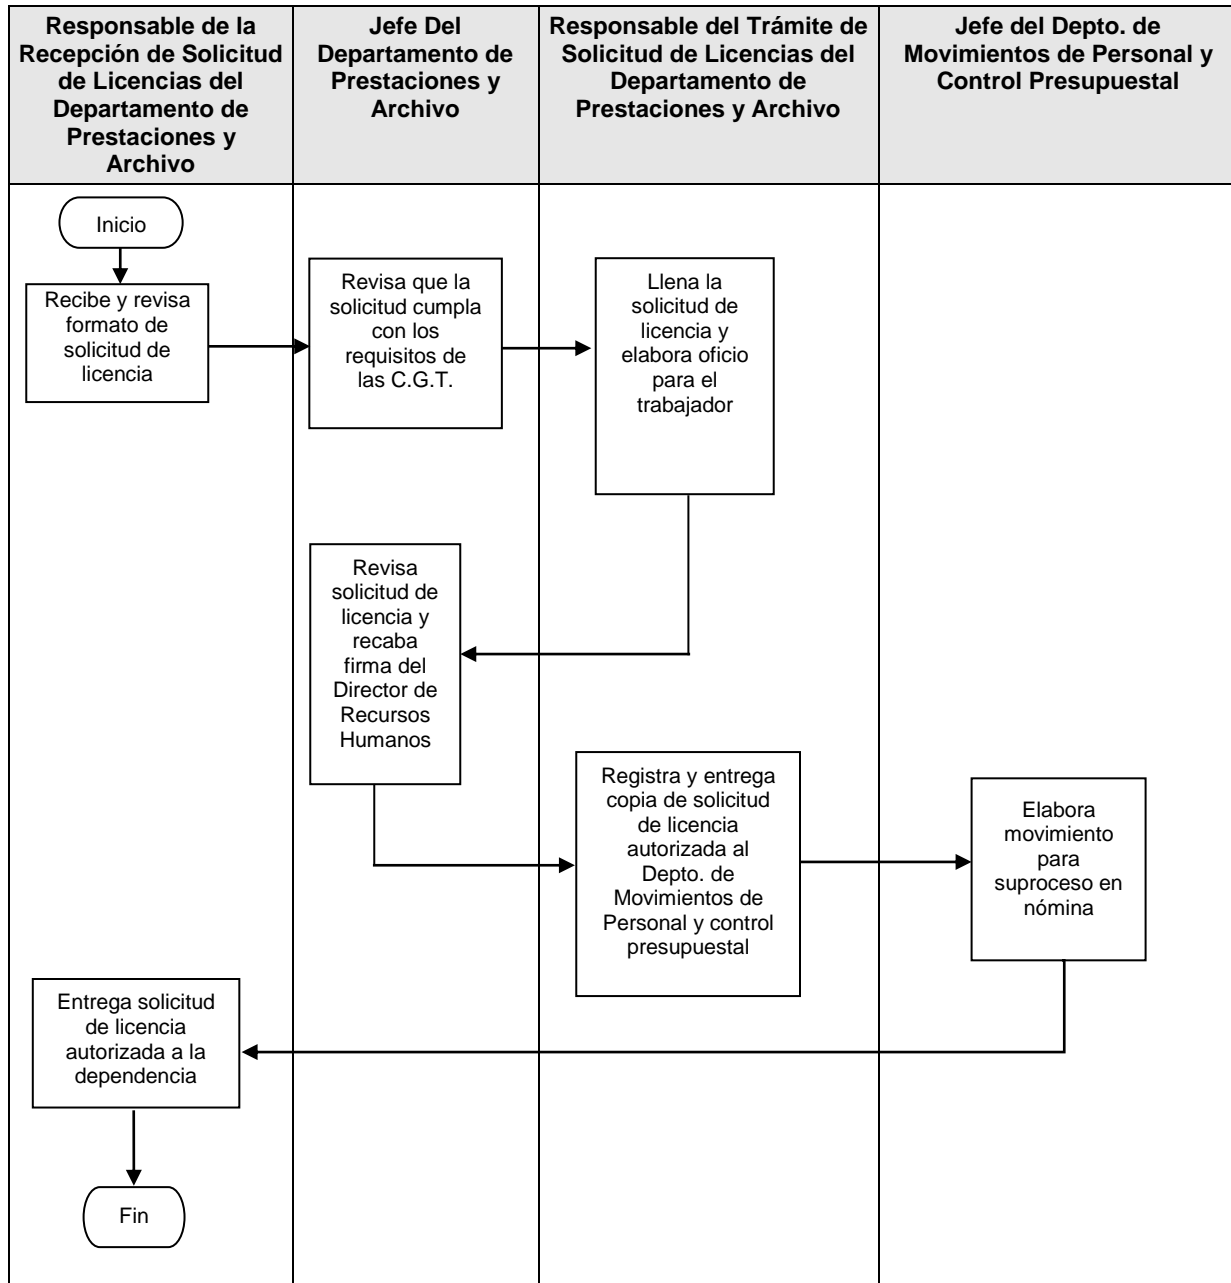 Responsable de la
Recepción de Solicitud
de Licencias del
Departamento de
Prestaciones y
Archivo
Jefe Del
Departamento de
Prestaciones y
Archivo
Responsable del Trámite de
Solicitud de Licencias del
Departamento de
Prestaciones y Archivo
Jefe del Depto. de
Movimientos de Personal y
Control Presupuestal
Inicio
Recibe y revisa
formato de
solicitud de
licencia
Revisa que la
solicitud cumpla
con los
requisitos de
las C.G.T.
Llena la
solicitud de
licencia y
elabora oficio
para el
trabajador
Revisa
solicitud de
licencia y
recaba
firma del
Director de
Recursos
Humanos
Registra y entrega
copia de solicitud
de licencia
autorizada al
Depto. de
Movimientos de
Personal y control
presupuestal
Elabora
movimiento
para
suproceso en
nómina
Entrega solicitud
de licencia
autorizada a la
dependencia
Fin